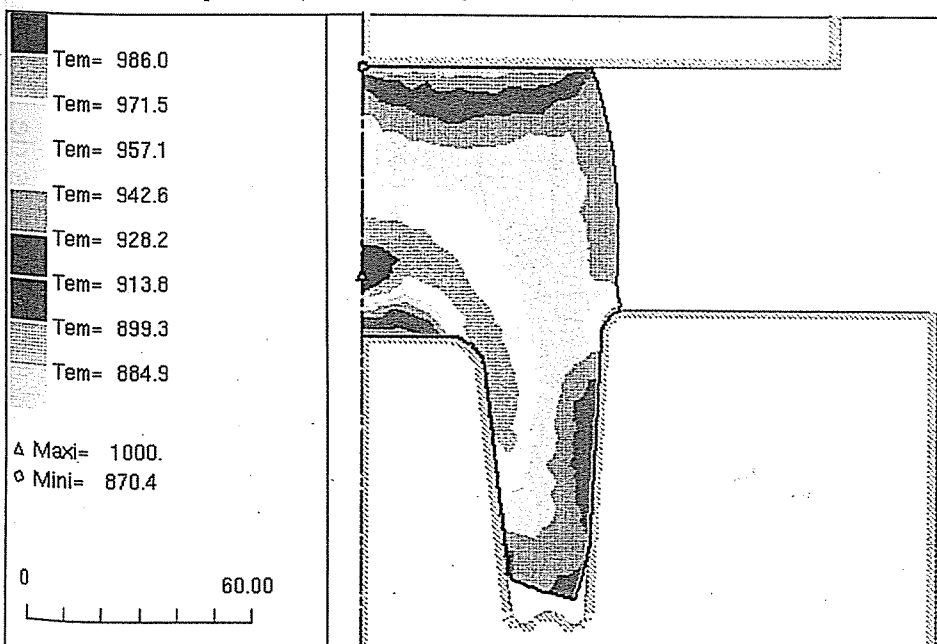 Tem= 986.0
Tem= 971.5
Tem= 957.1
Tem= 942.6
Tem= 928.2
Tem= 913.8
Tem= 899.3
Tem= 884.9
Maxi= 1000.
Mini= 870.4
0 60.00